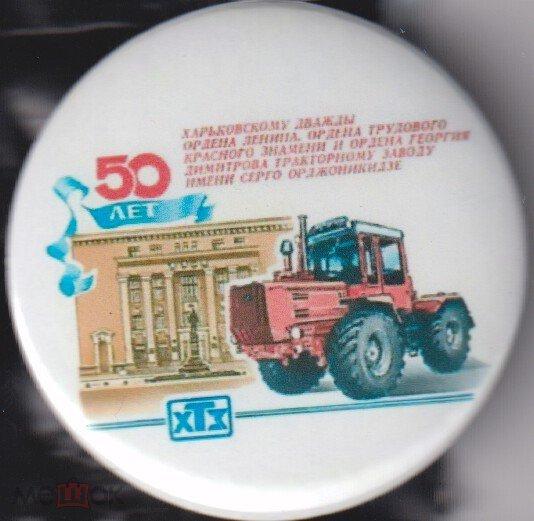 ХАРЬКОВСКОМУ ДВАЖДЫ
ОРДЕНА ЛЕНИНА, ОРДЕНА ТРУДОВОГО
КРАСНОГО ЗНАМЕНИ И ОРДЕНА ГЕОРГИЯ
ДИМИТРОВА ТРАКТОРНОМУ ЗАВОДУ
ИМЕНИ СЕРГО ОРДЖОНИКИДЗЕ
50
ЛЕТ
ХТЗ
мешок